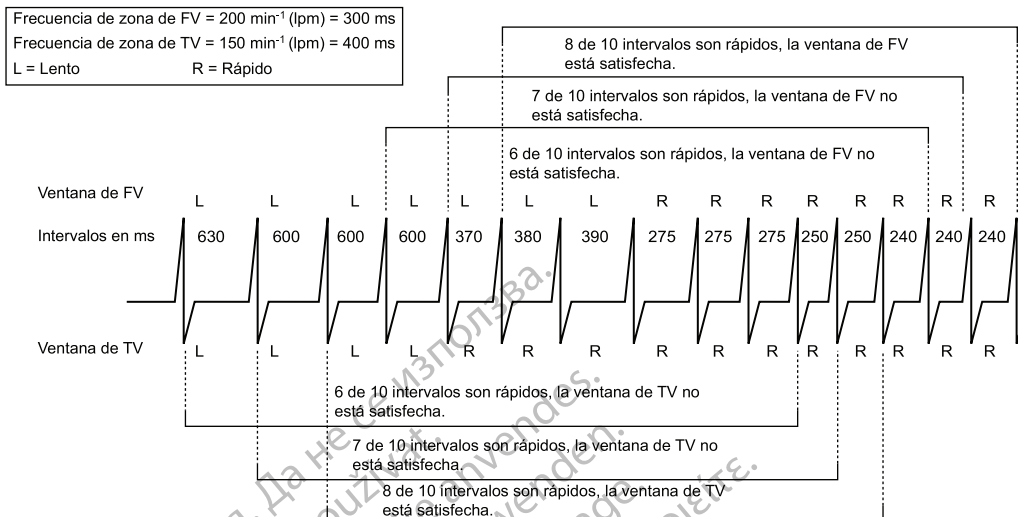 Frecuencia de zona de FV = 200 min⁻¹ (lpm) = 300 ms
Frecuencia de zona de TV = 150 min⁻¹ (lpm) = 400 ms
L = Lento R = Rápido
8 de 10 intervalos son rápidos, la ventana de FV
está satisfecha.
7 de 10 intervalos son rápidos, la ventana de FV no
está satisfecha.
6 de 10 intervalos son rápidos, la ventana de FV no
está satisfecha.
Ventana de FV L L L L L L L R R R R R R R R
Intervalos en ms 630 600 600 600 370 380 390 275 275 275 250 250 240 240 240
Ventana de TV L L L L R R R R R R R R R R R
6 de 10 intervalos son rápidos, la ventana de TV no
está satisfecha.
7 de 10 intervalos son rápidos, la ventana de TV no
está satisfecha.
8 de 10 intervalos son rápidos, la ventana de TV
está satisfecha.
Да не се използва.
anvendes.